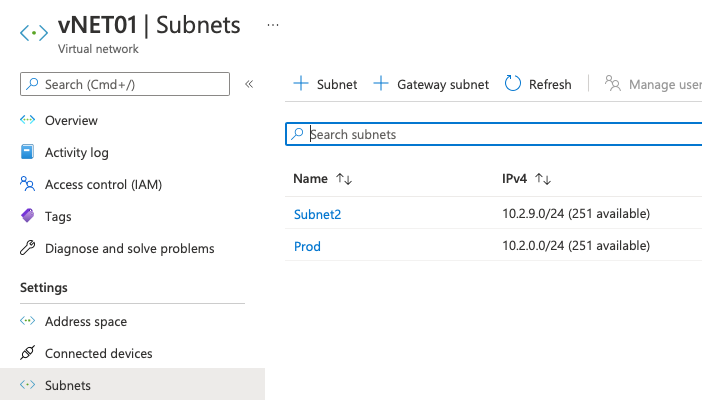 vNET01 | Subnets ...
Virtual network
Search (Cmd+/) «
Overview
Activity log
Access control (IAM)
Tags
Diagnose and solve problems
Settings
Address space
Connected devices
Subnets
+ Subnet + Gateway subnet Refresh Manage user
Search subnets
Name ↑↓ IPv4 ↑↓
Subnet2 10.2.9.0/24 (251 available)
Prod 10.2.0.0/24 (251 available)